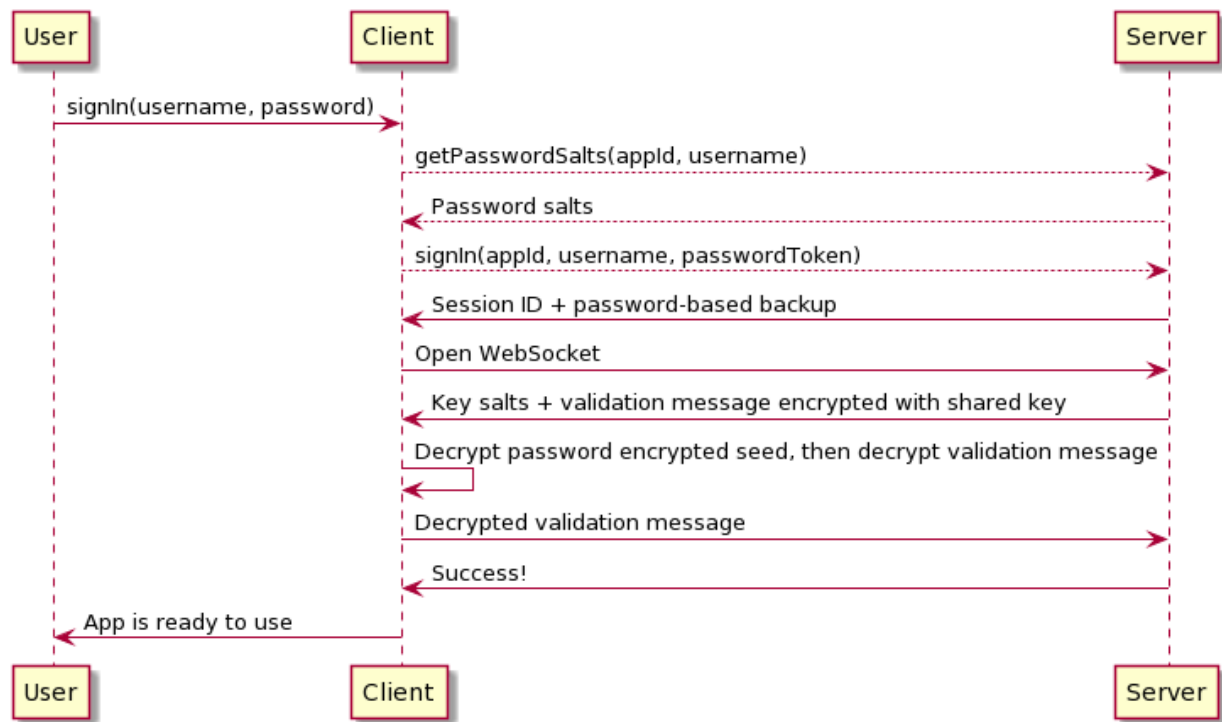 User
Client
Server
signIn(username, password)
getPasswordSalts(appId, username)
Password salts
signIn(appId, username, passwordToken)
Session ID + password-based backup
Open WebSocket
Key salts + validation message encrypted with shared key
Decrypt password encrypted seed, then decrypt validation message
Decrypted validation message
Success!
App is ready to use
User
Client
Server